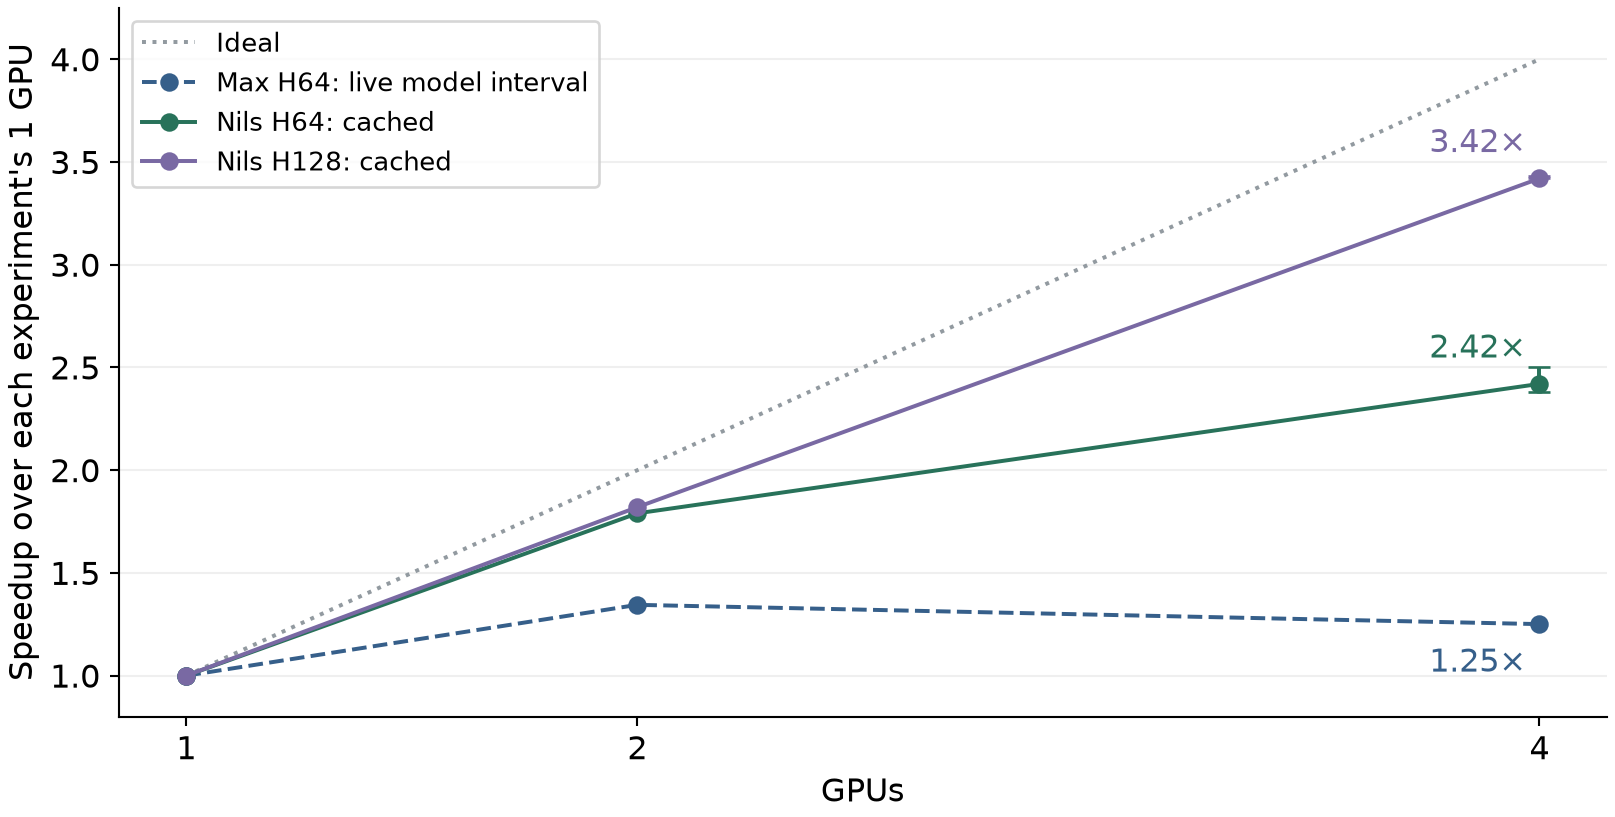 Speedup over each experiment's 1 GPU
4.0
3.5
3.0
2.5
2.0
1.5
1.0
Ideal
Max H64: live model interval
Nils H64: cached
Nils H128: cached
3.42×
2.42×
1.25×
1
2
4
GPUs